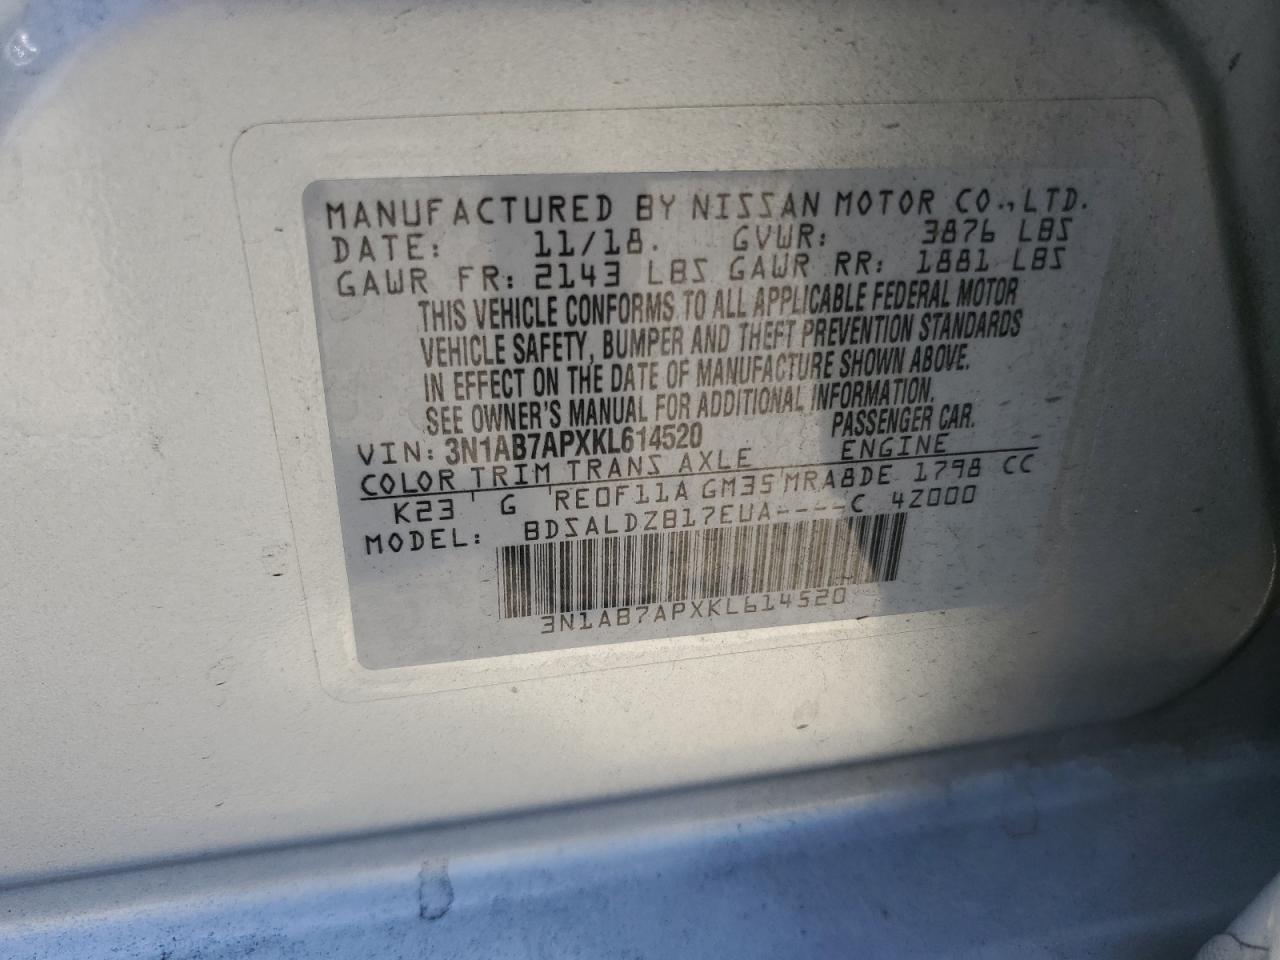 MANUFACTURED BY NISSAN MOTOR CO., LTD.
DATE: 11/18. GVWR: 3876 LBS
GAWR FR: 2143 LBS GAWR RR: 1881 LBS
THIS VEHICLE CONFORMS TO ALL APPLICABLE FEDERAL MOTOR
VEHICLE SAFETY, BUMPER AND THEFT PREVENTION STANDARDS
IN EFFECT ON THE DATE OF MANUFACTURE SHOWN ABOVE.
SEE OWNER'S MANUAL FOR ADDITIONAL INFORMATION.
VIN: 3N1AB7APXKL614520 PASSENGER CAR.
COLOR TRIM TRANS AXLE ENGINE
K23 G RE0F11A GM35 MRA8DE 1798 CC
MODEL: BDSALDZB17EUA----C 4Z000
3N1AB7APXKL614520